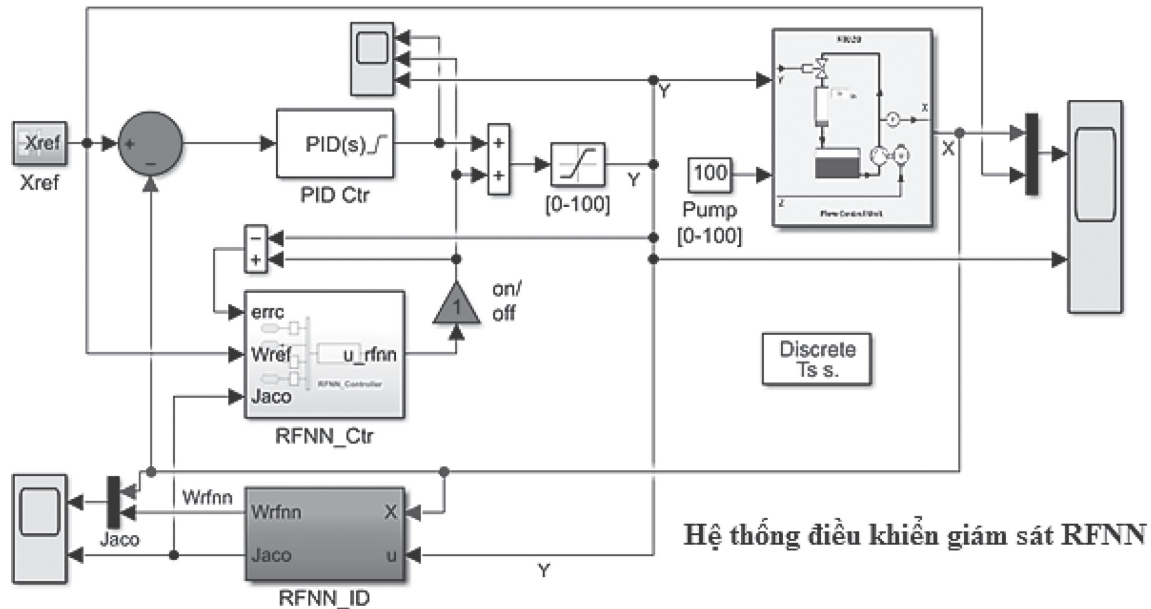 Xref
Xref
PID(s)
PID Ctr
[0-100]
Y
Y
100
Pump
[0-100]
Y
X
Z
X
on/
off
1
errc
Wref
u_rfnn
Jaco
RFNN_Controller
RFNN_Ctr
Discrete
Ts s.
Wrfnn
Jaco
Wrfnn
X
Jaco
u
RFNN_ID
Y
Hệ thống điều khiển giám sát RFNN